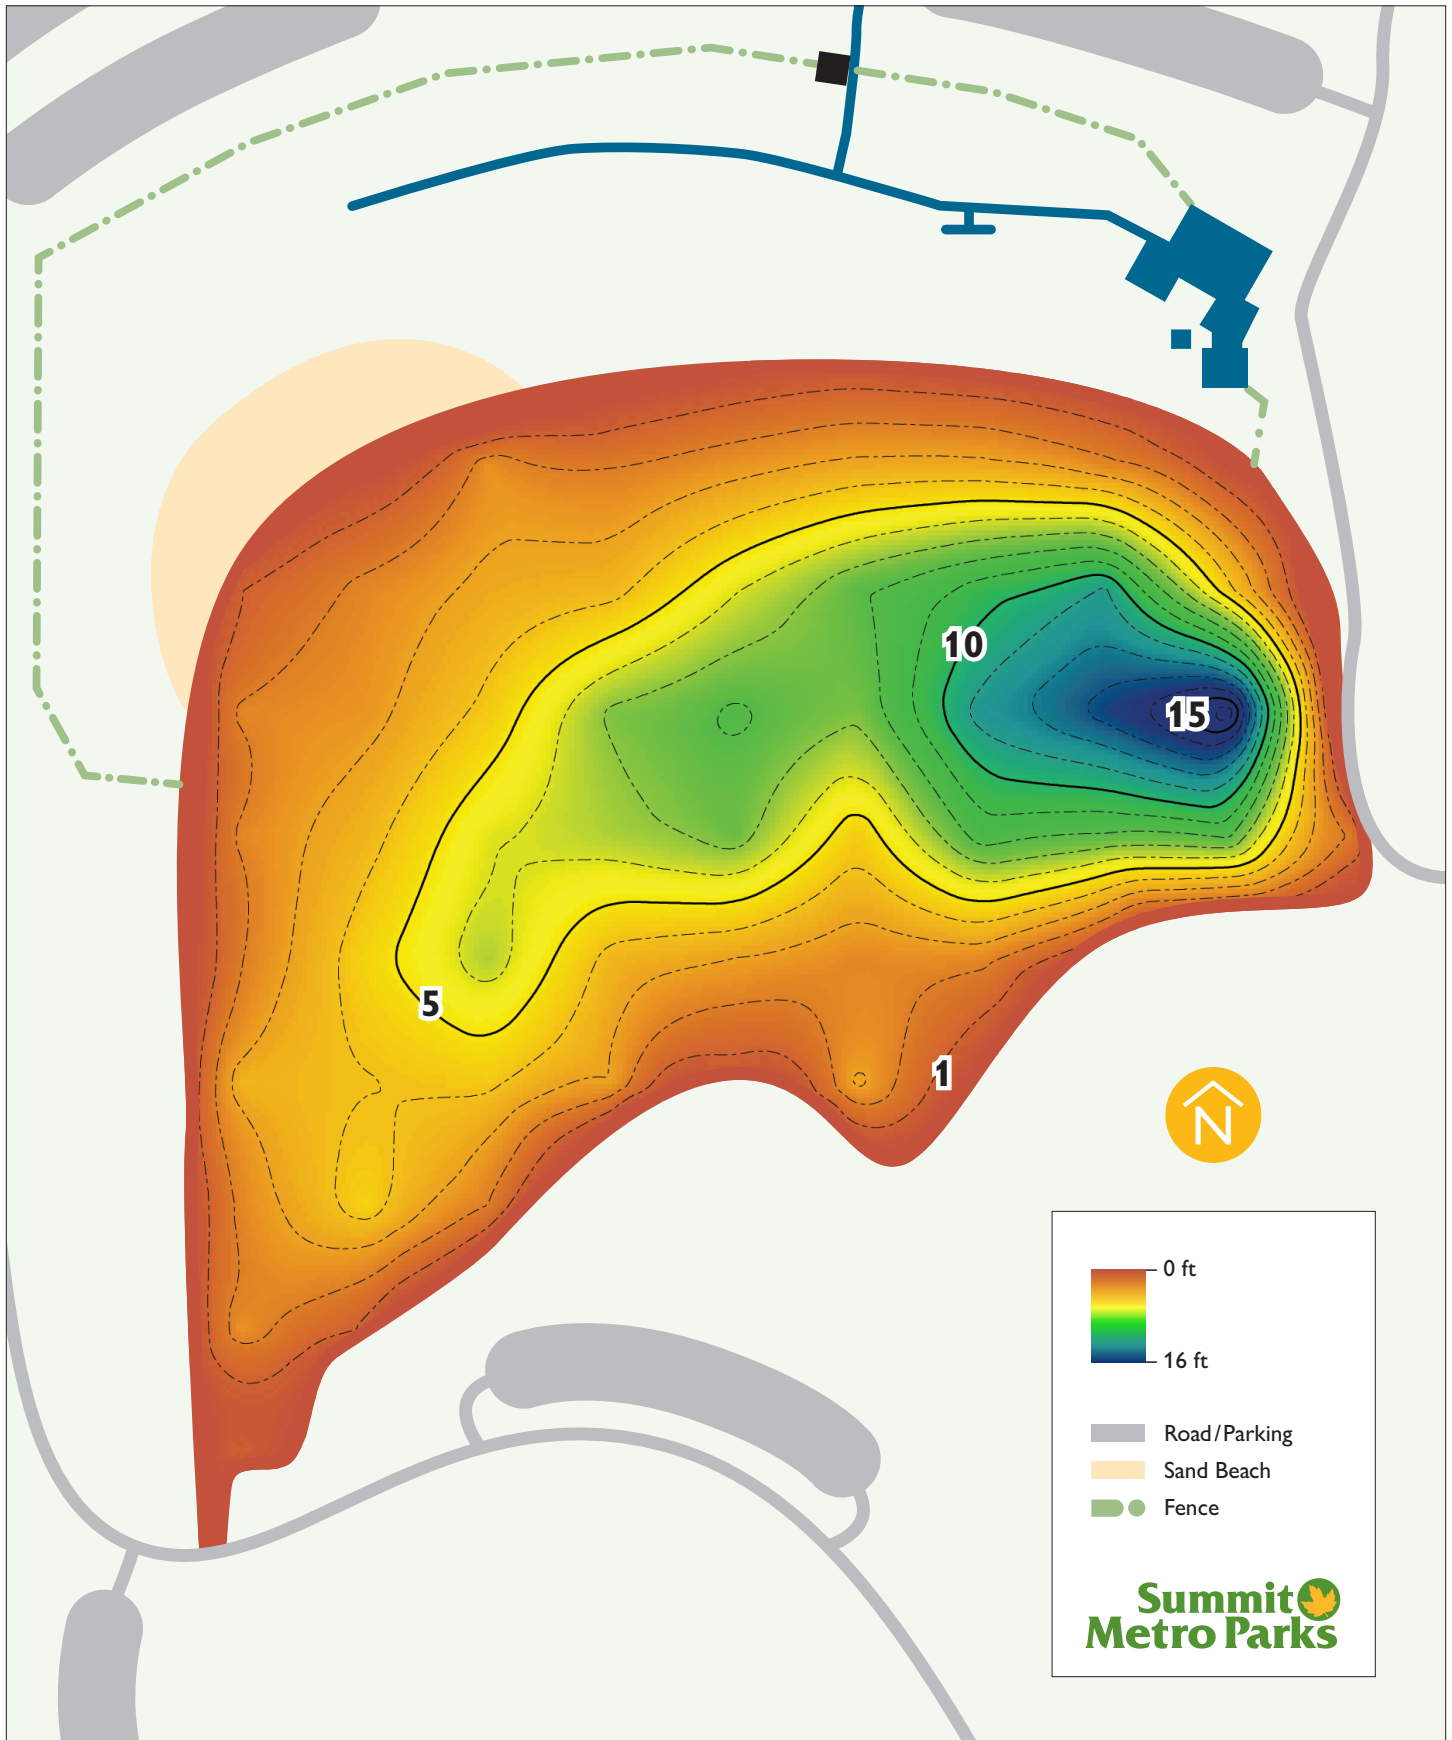 10
15
5
1
N
0 ft
16 ft
Road/Parking
Sand Beach
Fence
Summit
Metro Parks